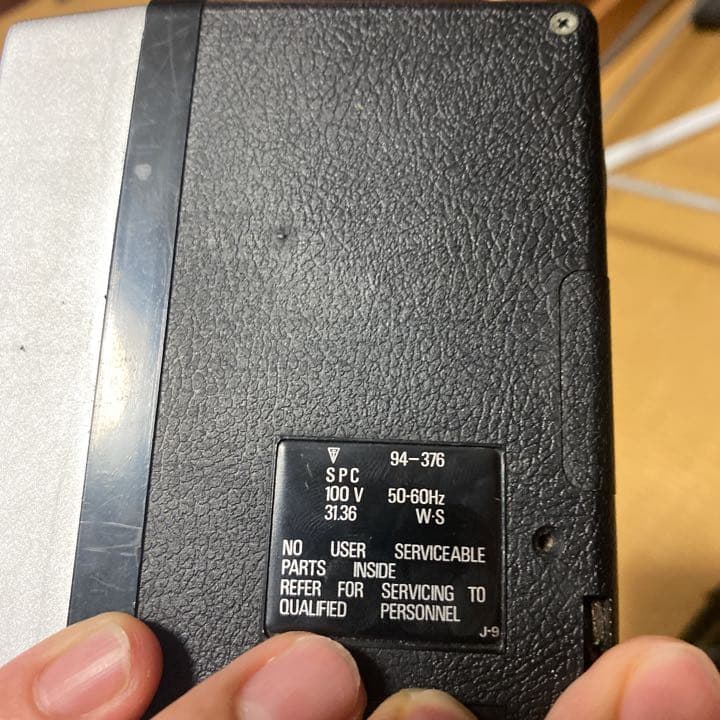 94-376
SPC
100 V 50-60Hz
31.36 W·S
NO USER SERVICEABLE
PARTS INSIDE
REFER FOR SERVICING TO
QUALIFIED PERSONNEL
J-9